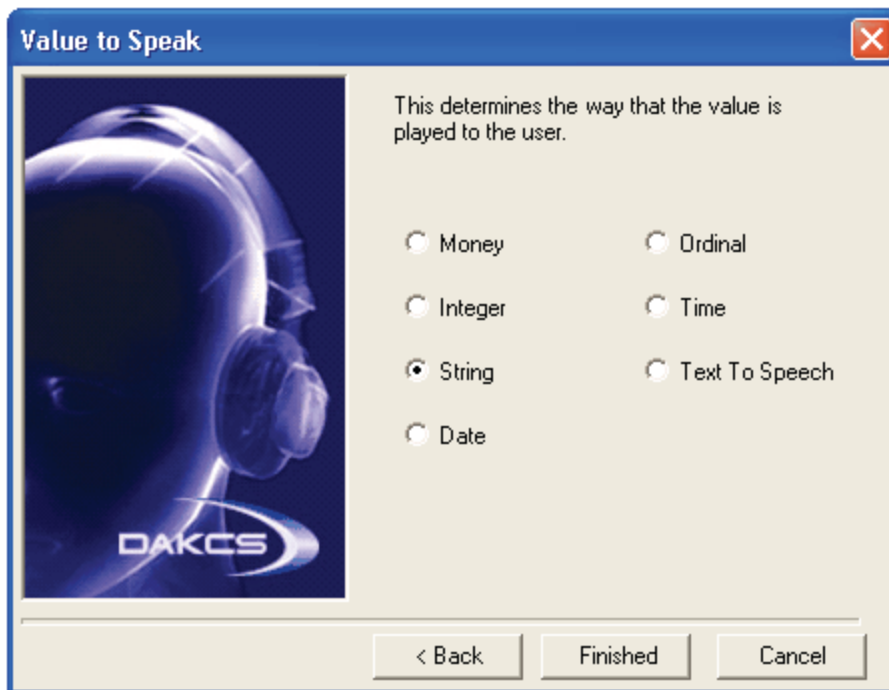 Value to Speak
This determines the way that the value is
played to the user.
Money
Ordinal
Integer
Time
String
Text To Speech
Date
DAKCS
< Back
Finished
Cancel